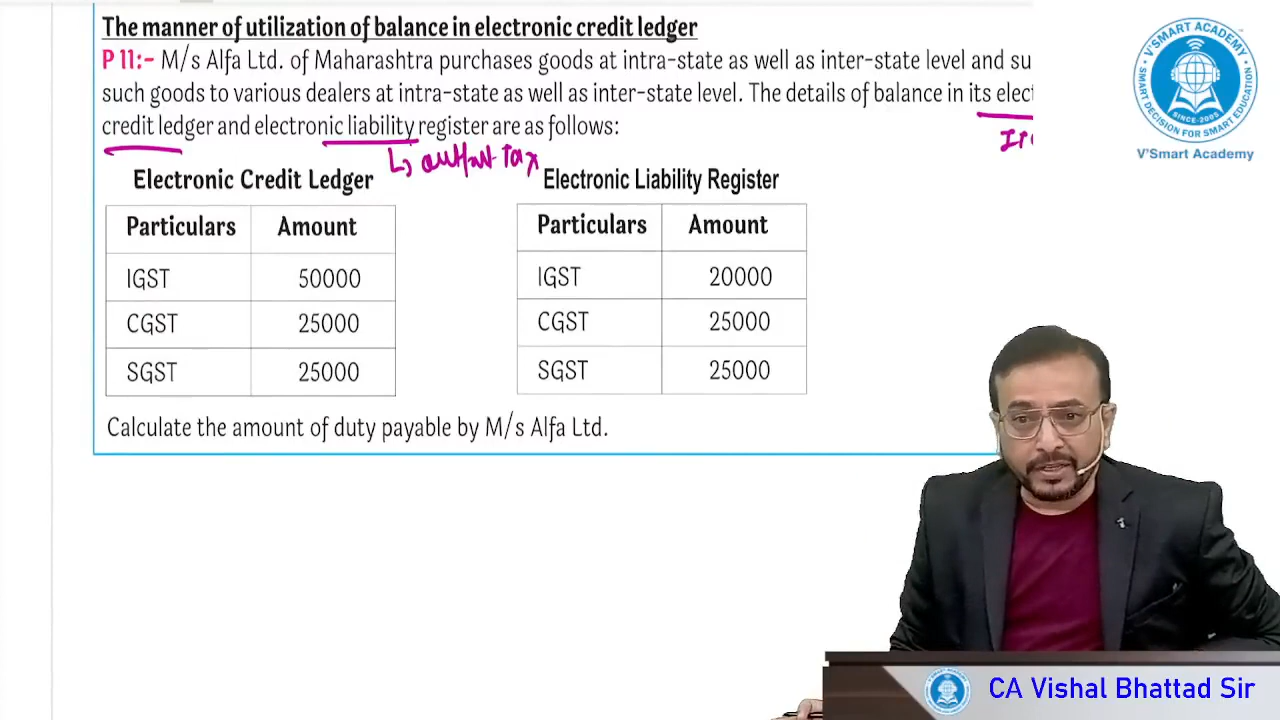 The manner of utilization of balance in electronic credit ledger
P 11:- M/s Alfa Ltd. of Maharashtra purchases goods at intra-state as well as inter-state level and su
such goods to various dealers at intra-state as well as inter-state level. The details of balance in its elect
credit ledger and electronic liability register are as follows:
output Tax
Electronic Credit Ledger
Particulars Amount
IGST 50000
CGST 25000
SGST 25000
Electronic Liability Register
Particulars Amount
IGST 20000
CGST 25000
SGST 25000
Calculate the amount of duty payable by M/s Alfa Ltd.
V'SMART ACADEMY
SINCE-2005
SMART DECISION FOR SMART EDUCATION
V'Smart Academy
CA Vishal Bhattad Sir